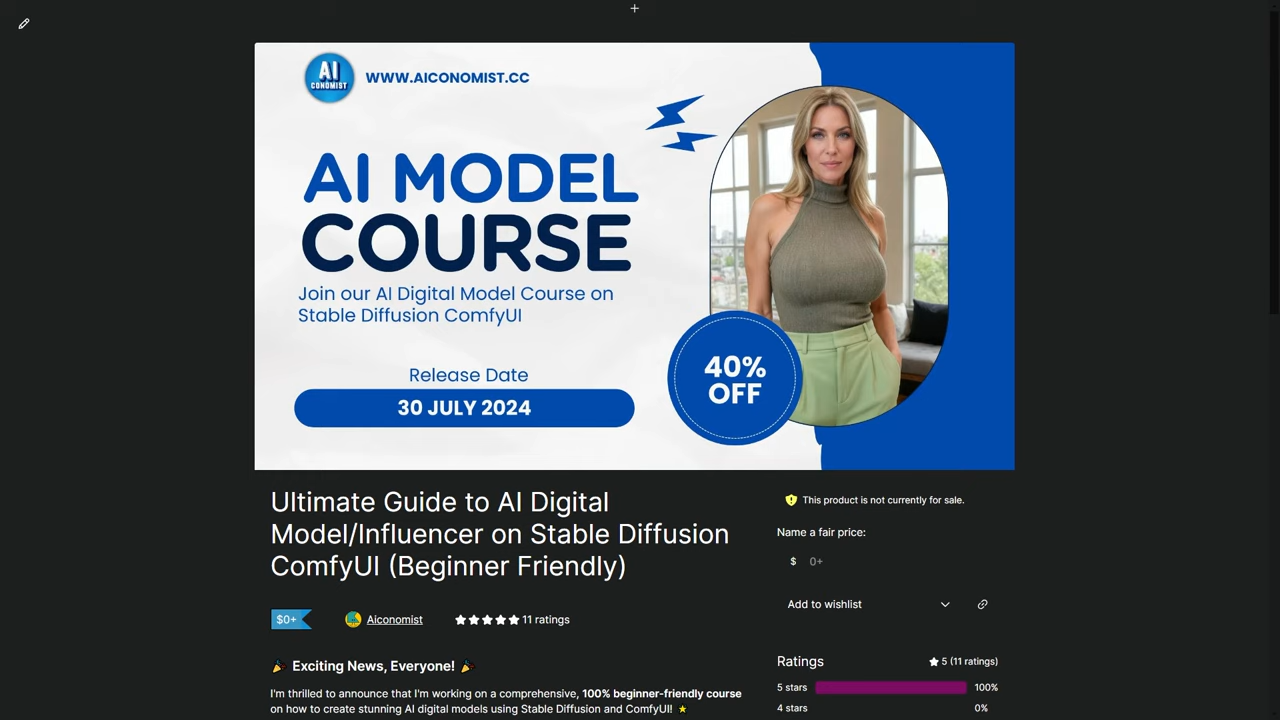 AI
CONOMIST
WWW.AICONOMIST.CC
AI MODEL
COURSE
Join our AI Digital Model Course on
Stable Diffusion ComfyUI
Release Date
30 JULY 2024
40%
OFF
Ultimate Guide to AI Digital
Model/Influencer on Stable Diffusion
ComfyUI (Beginner Friendly)
$0+
Aiconomist
11 ratings
🎉 Exciting News, Everyone! 🎉
I'm thrilled to announce that I'm working on a comprehensive, 100% beginner-friendly course
on how to create stunning AI digital models using Stable Diffusion and ComfyUI! ⭐
This product is not currently for sale.
Name a fair price:
$ 0+
Add to wishlist
Ratings
★ 5 (11 ratings)
5 stars 100%
4 stars 0%